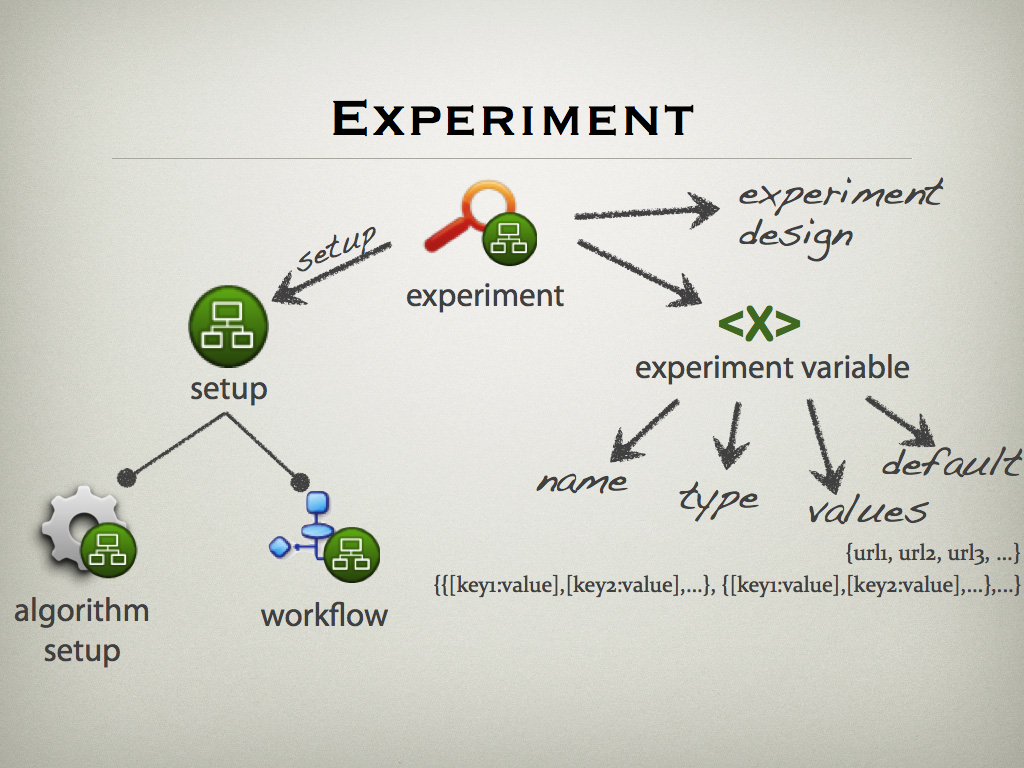 EXPERIMENT
setup
experiment
experiment
design
setup
<X>
experiment variable
name
type
values
default
{url1, url2, url3, ...}
{{[key1:value],[key2:value],...}, {[key1:value],[key2:value],...},...}
algorithm
setup
workflow